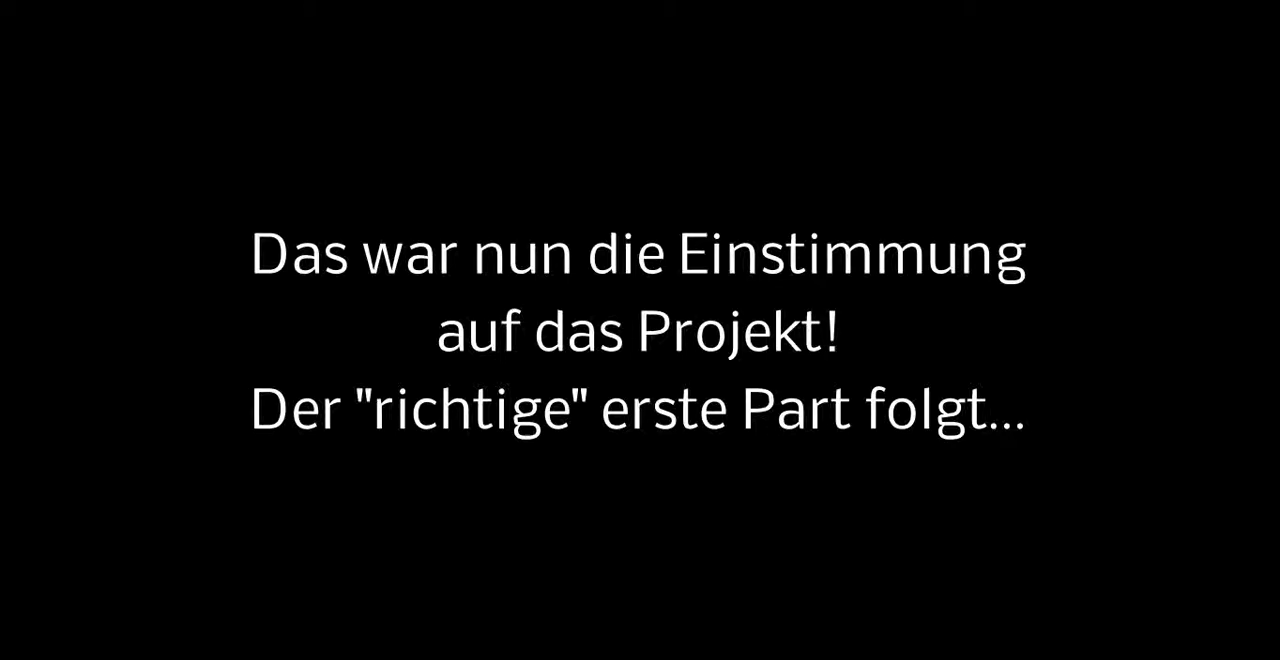 Das war nun die Einstimmung
auf das Projekt!
Der "richtige" erste Part folgt...